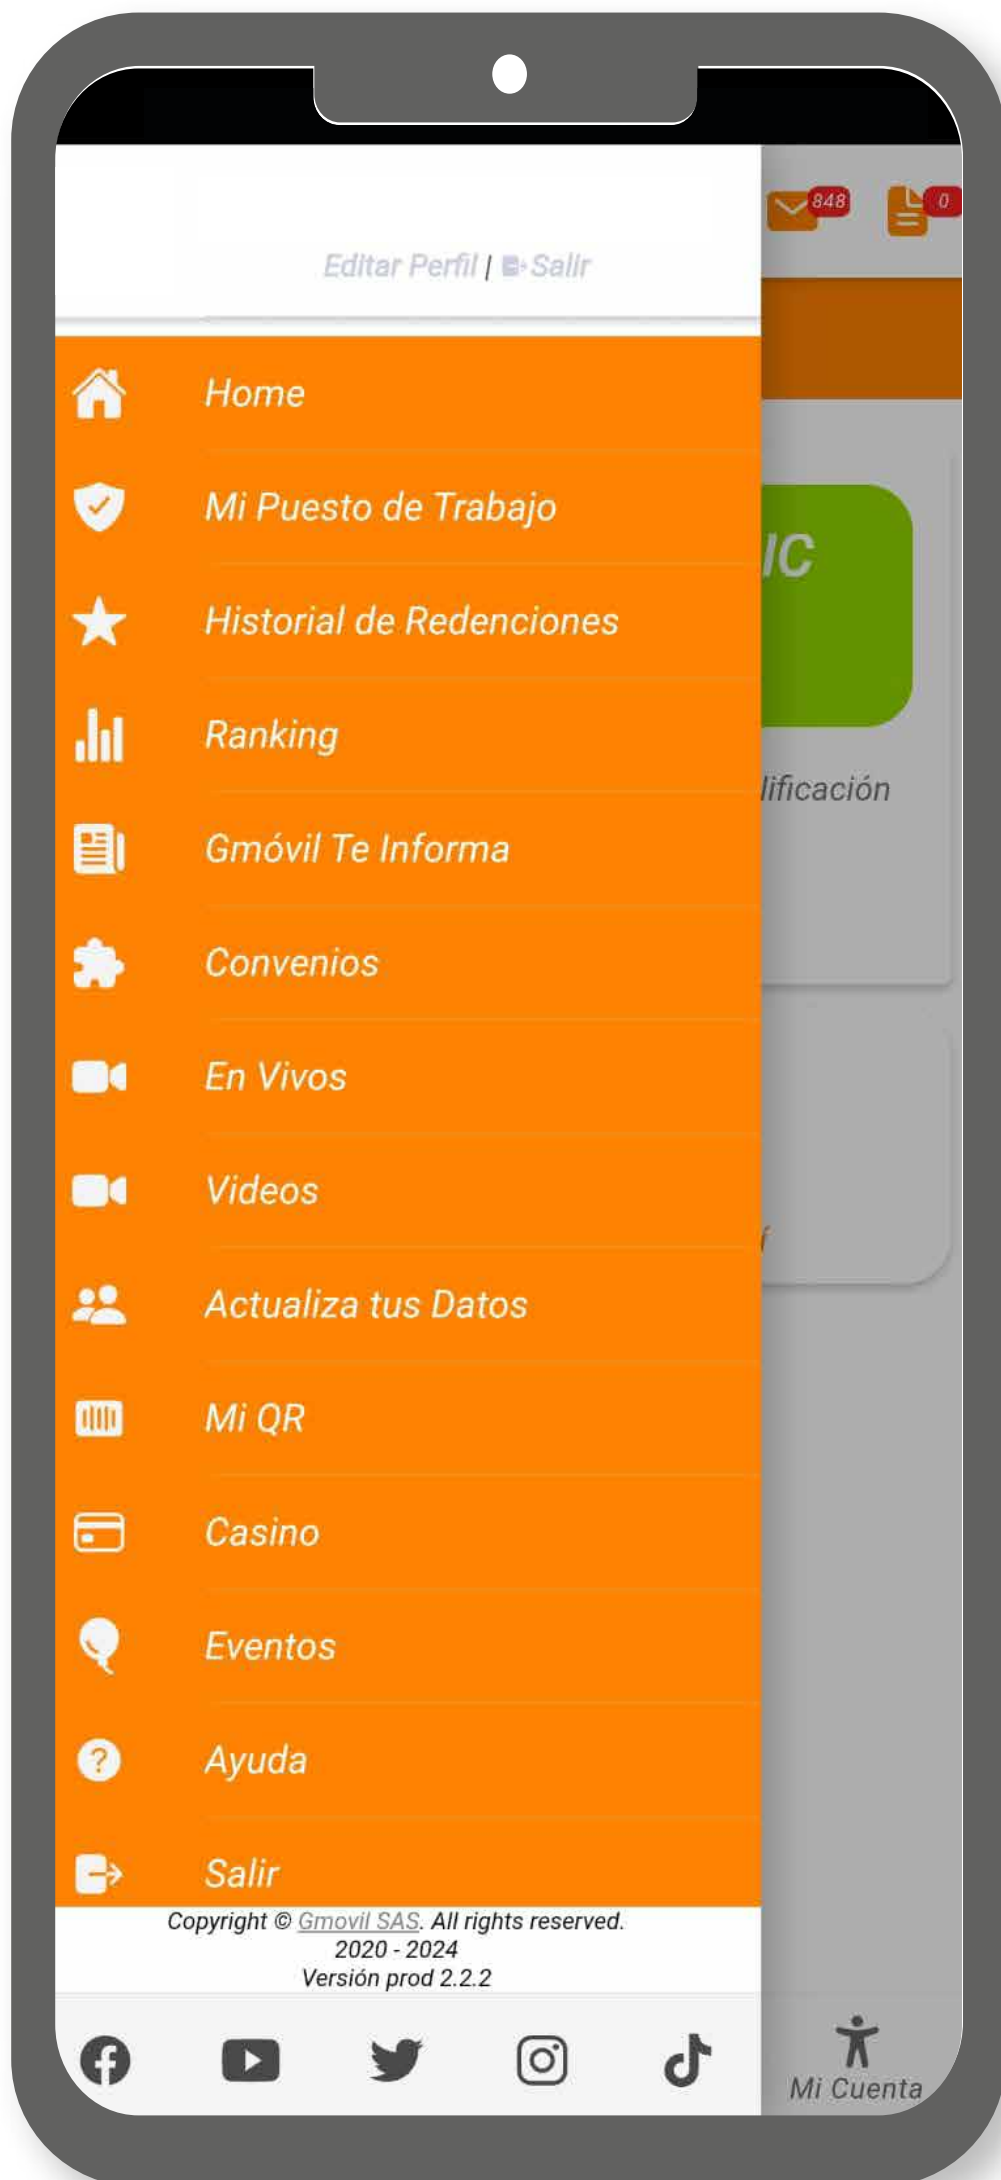 848
0
Editar Perfil | Salir
Home
Mi Puesto de Trabajo
IC
Historial de Redenciones
Ranking
lificación
Gmóvil Te Informa
Convenios
En Vivos
Videos
í
Actualiza tus Datos
Mi QR
Casino
Eventos
Ayuda
Salir
Copyright © Gmovil SAS. All rights reserved.
2020 - 2024
Versión prod 2.2.2
Mi Cuenta